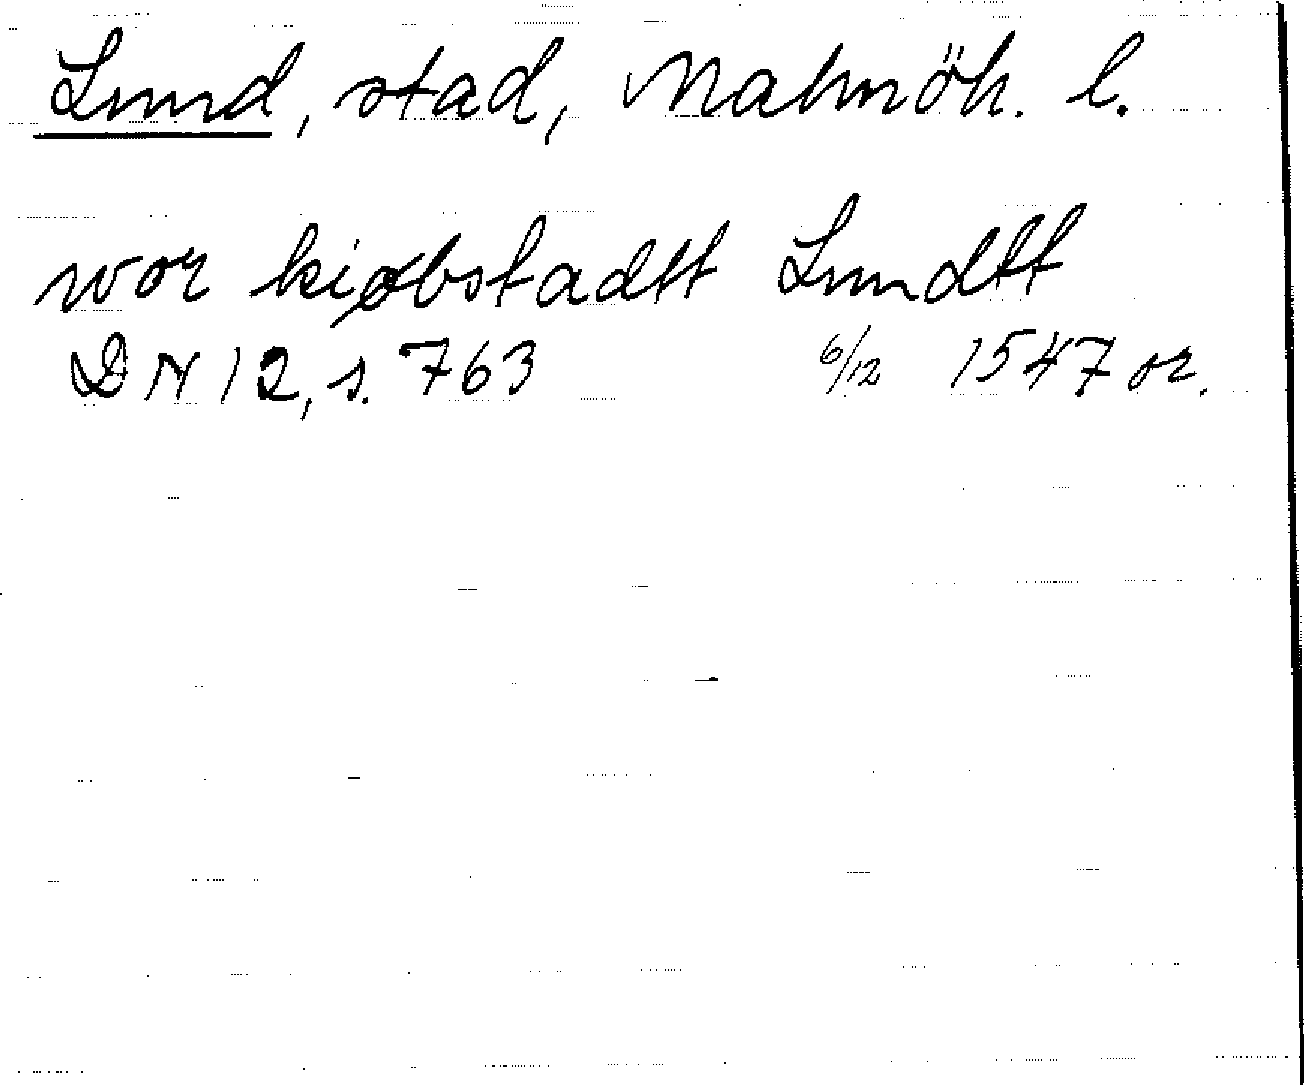 Lund, stad, Malmöh. l.
wor kiøbstadtt Lundtt
DN 12, s. 763 6/12 1547 or.